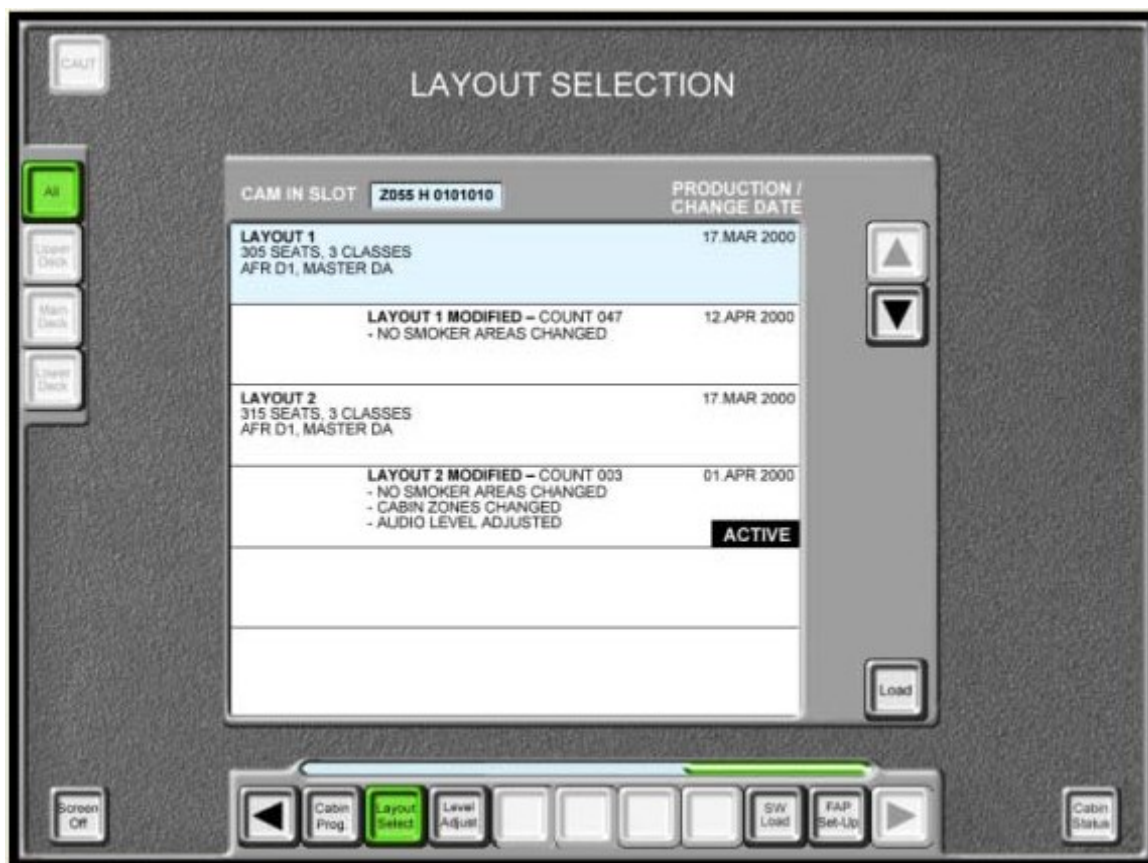 CAUT
LAYOUT SELECTION
All
Upper
Deck
Main
Deck
Lower
Deck
CAM IN SLOT Z055 H 0101010
PRODUCTION /
CHANGE DATE
LAYOUT 1 17.MAR 2000
305 SEATS, 3 CLASSES
AFR D1, MASTER DA
LAYOUT 1 MODIFIED – COUNT 047 12.APR 2000
- NO SMOKER AREAS CHANGED
LAYOUT 2 17.MAR 2000
315 SEATS, 3 CLASSES
AFR D1, MASTER DA
LAYOUT 2 MODIFIED – COUNT 003 01.APR 2000
- NO SMOKER AREAS CHANGED
- CABIN ZONES CHANGED
- AUDIO LEVEL ADJUSTED
ACTIVE
Load
Screen
Off
Cabin
Prog.
Layout
Select
Level
Adjust
SW
Load
FAP
Set-Up
Cabin
Status